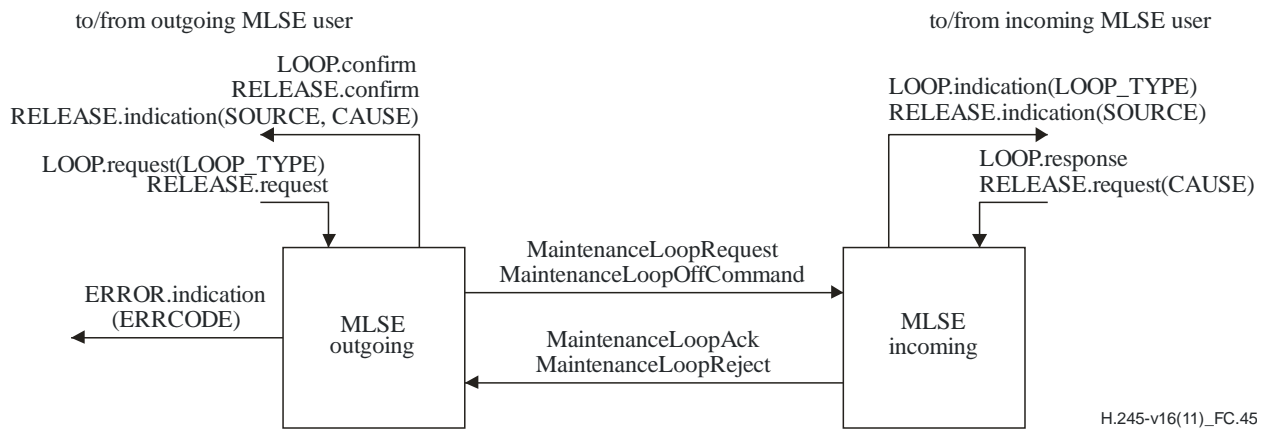 to/from outgoing MLSE user
to/from incoming MLSE user
LOOP.confirm
RELEASE.confirm
RELEASE.indication(SOURCE, CAUSE)
LOOP.request(LOOP_TYPE)
RELEASE.request
LOOP.indication(LOOP_TYPE)
RELEASE.indication(SOURCE)
LOOP.response
RELEASE.request(CAUSE)
ERROR.indication
(ERRCODE)
MLSE
outgoing
MaintenanceLoopRequest
MaintenanceLoopOffCommand
MaintenanceLoopAck
MaintenanceLoopReject
MLSE
incoming
H.245-v16(11)_FC.45